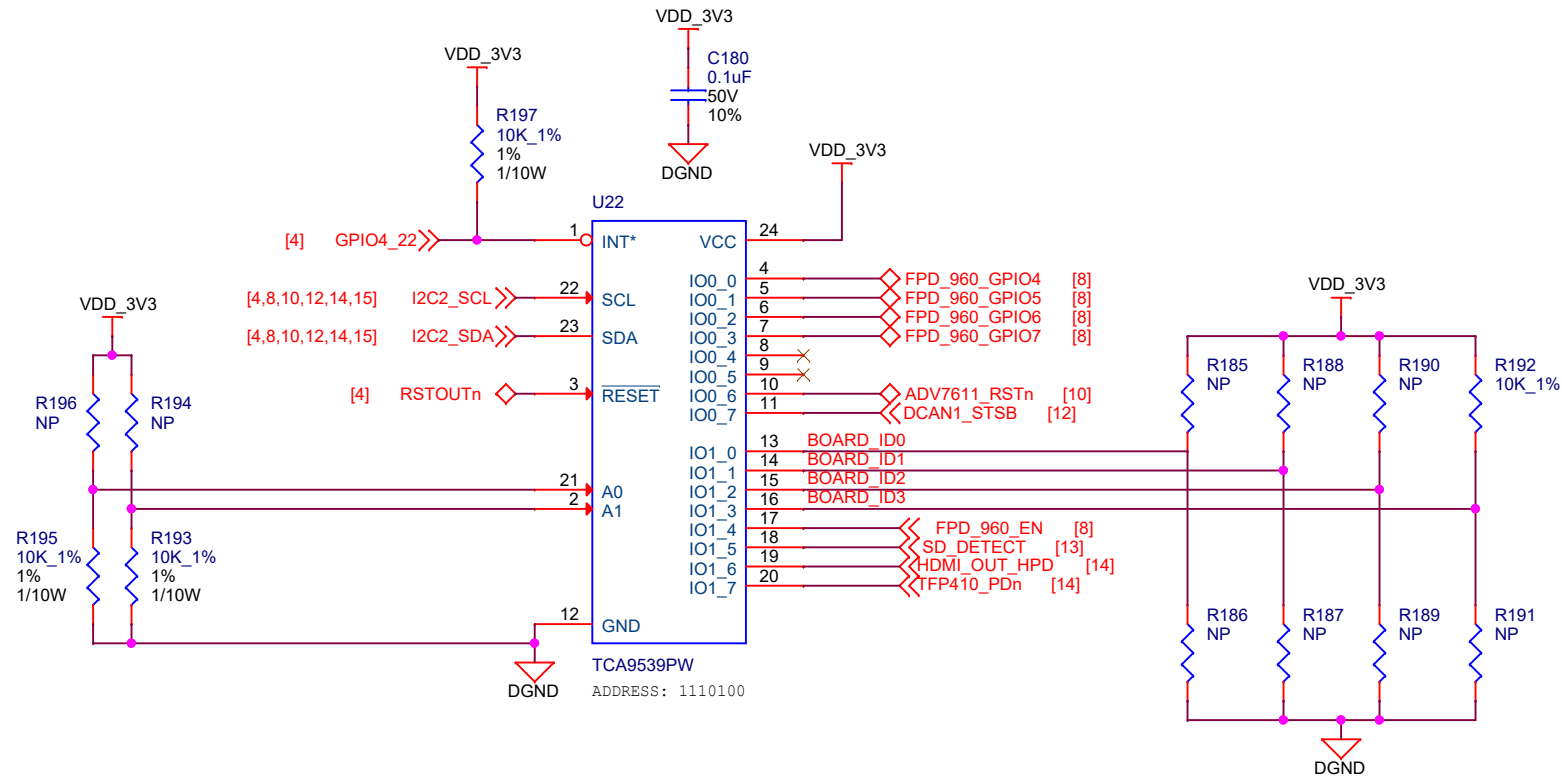 VDD_3V3
C180
0.1uF
50V
10%
DGND
VDD_3V3
R197
10K_1%
1%
1/10W
VDD_3V3
U22
[4] GPIO4_22 1 INT*
[4,8,10,12,14,15] I2C2_SCL 22 SCL
[4,8,10,12,14,15] I2C2_SDA 23 SDA
[4] RSTOUTn 3 RESET
21 A0
2 A1
12 GND
VCC 24
IO0_0 4 FPD_960_GPIO4 [8]
IO0_1 5 FPD_960_GPIO5 [8]
IO0_2 6 FPD_960_GPIO6 [8]
IO0_3 7 FPD_960_GPIO7 [8]
IO0_4 8
IO0_5 9
IO0_6 10 ADV7611_RSTn [10]
IO0_7 11 DCAN1_STSB [12]
IO1_0 13 BOARD_ID0
IO1_1 14 BOARD_ID1
IO1_2 15 BOARD_ID2
IO1_3 16 BOARD_ID3
IO1_4 17 FPD_960_EN [8]
IO1_5 18 SD_DETECT [13]
IO1_6 19 HDMI_OUT_HPD [14]
IO1_7 20 TFP410_PDn [14]
TCA9539PW
ADDRESS: 1110100
DGND
VDD_3V3
R196
NP
R194
NP
R195
10K_1%
1%
1/10W
R193
10K_1%
1%
1/10W
VDD_3V3
R185
NP
R188
NP
R190
NP
R192
10K_1%
R186
NP
R187
NP
R189
NP
R191
NP
DGND